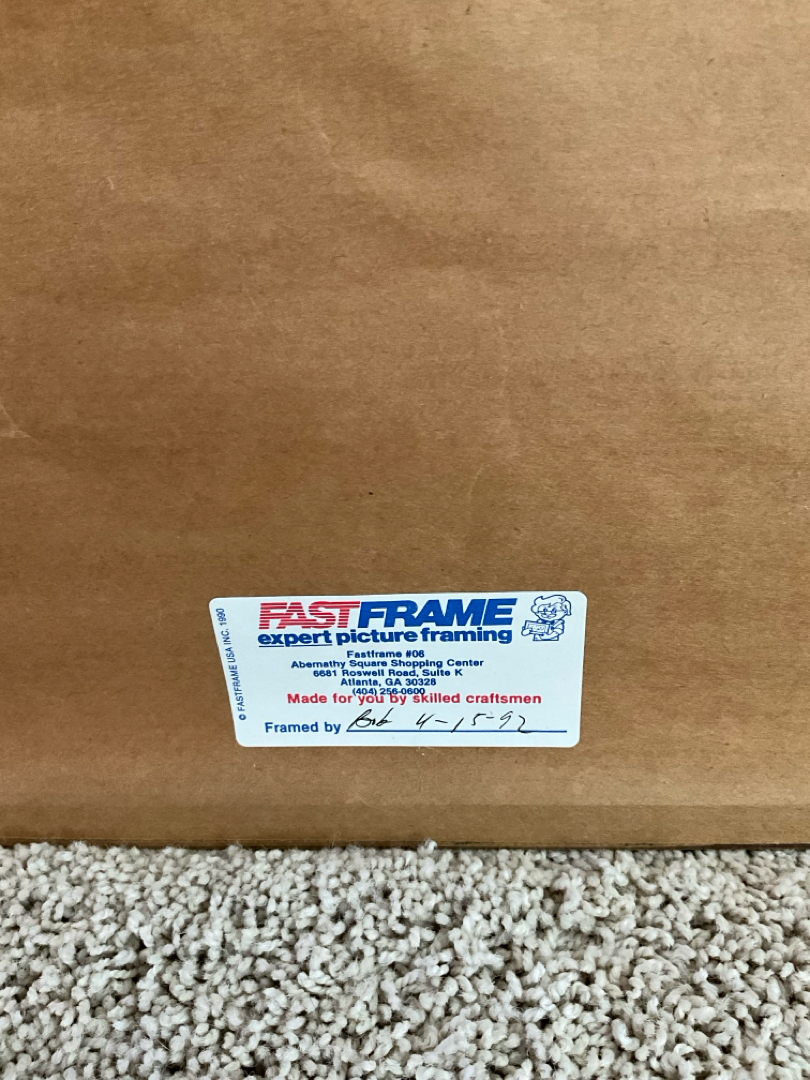 FASTFRAME
expert picture framing
Fastframe #06
Abernathy Square Shopping Center
6681 Roswell Road, Suite K
Atlanta, GA 30328
(404) 256-0600
Made for you by skilled craftsmen
Framed by Bob 4-15-92
© FASTFRAME USA INC. 1990